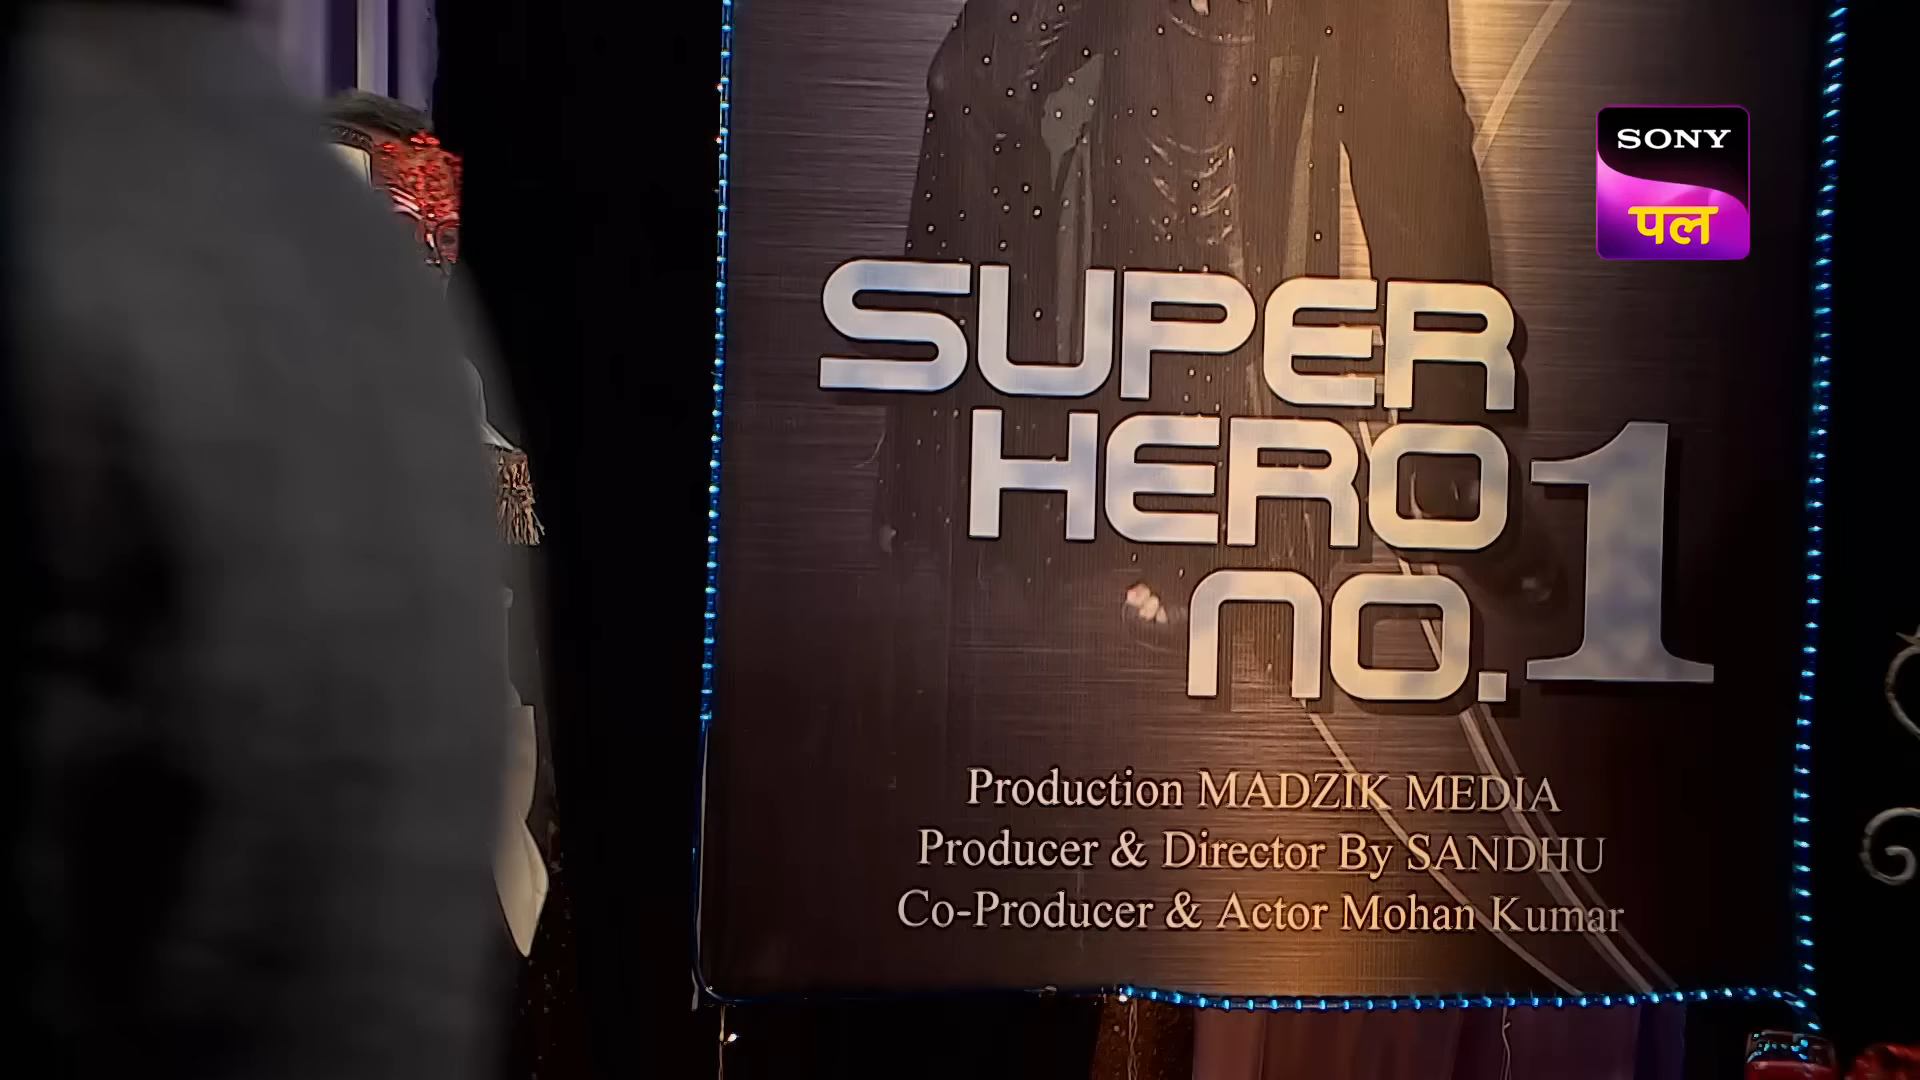 SONY
पल
SUPER
HERO
NO.1
Production MADZIK MEDIA
Producer & Director By SANDHU
Co-Producer & Actor Mohan Kumar